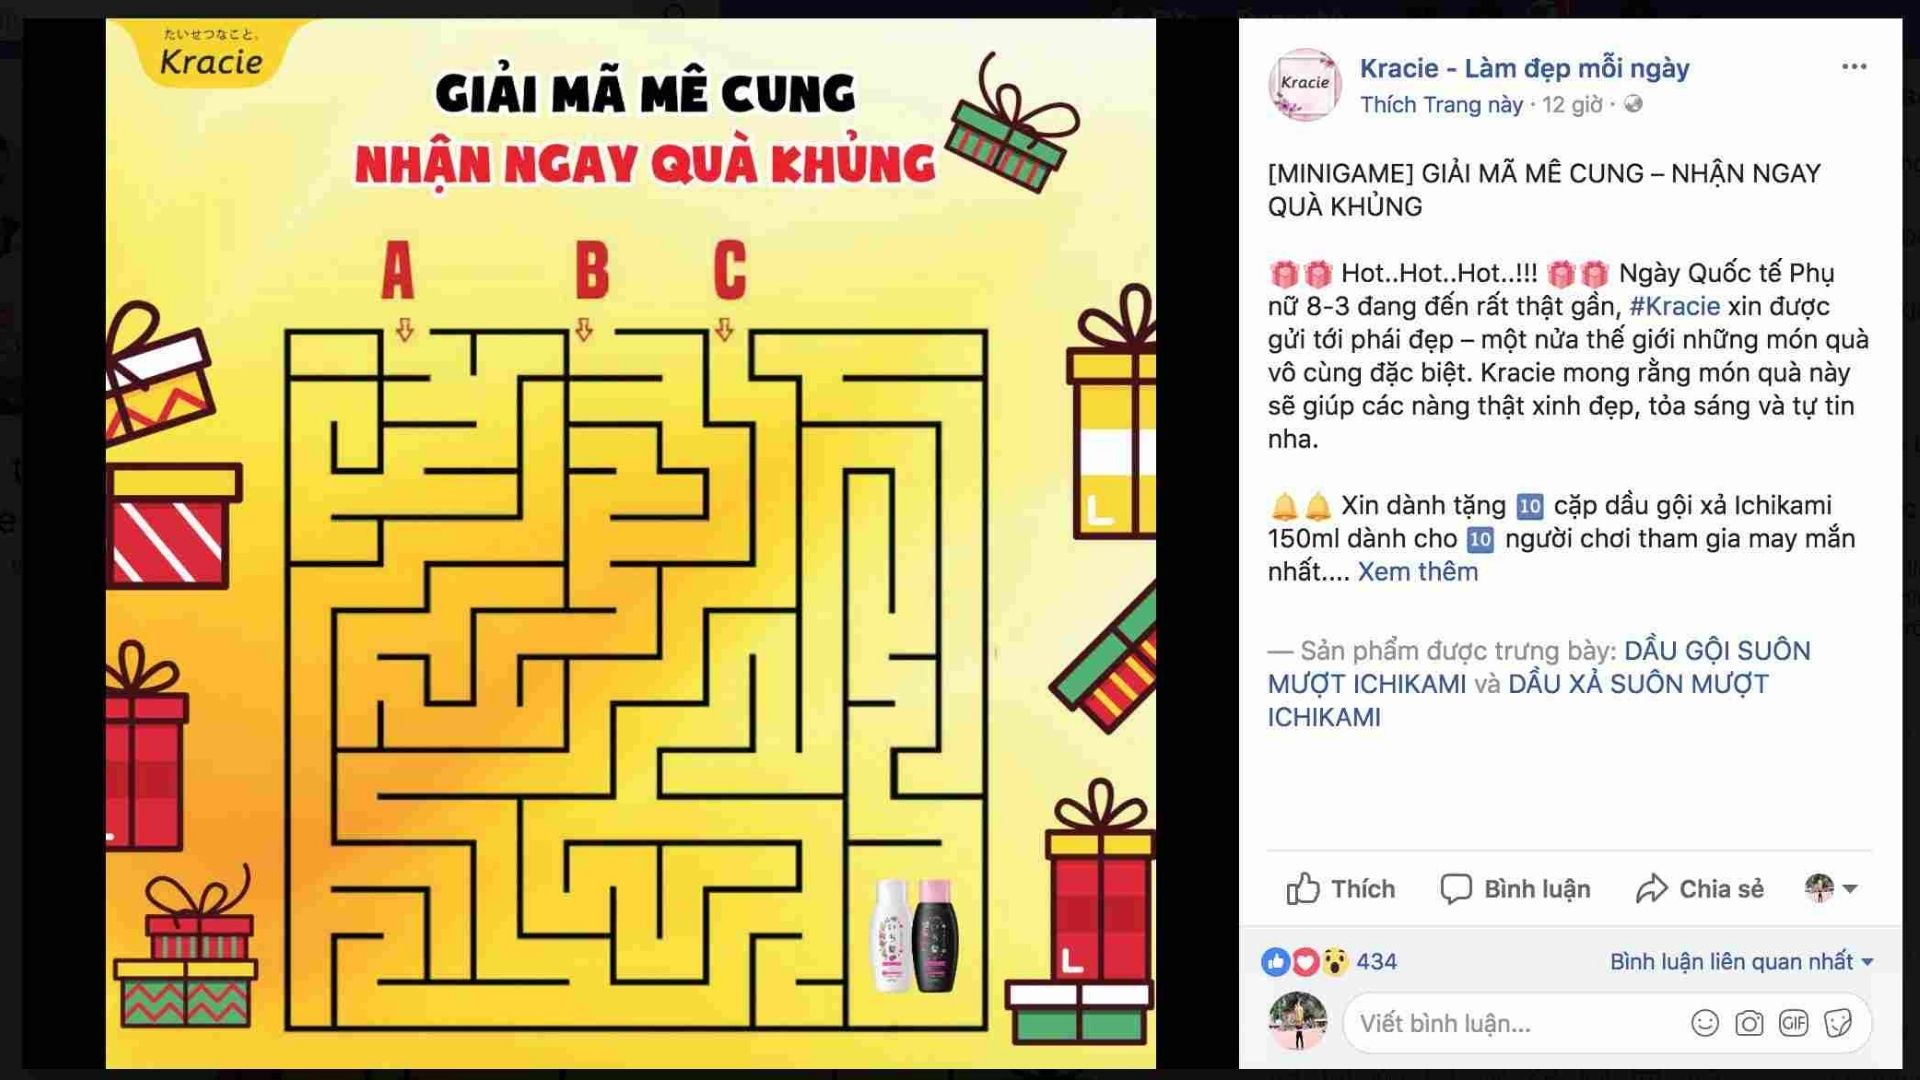 たいせつなこと。
Kracie
GIẢI MÃ MÊ CUNG
NHẬN NGAY QUÀ KHỦNG
A B C
Kracie
Kracie - Làm đẹp mỗi ngày
Thích Trang này · 12 giờ ·
[MINIGAME] GIẢI MÃ MÊ CUNG – NHẬN NGAY
QUÀ KHỦNG
🎁🎁 Hot..Hot..Hot..!!! 🎁🎁 Ngày Quốc tế Phụ
nữ 8-3 đang đến rất thật gần, #Kracie xin được
gửi tới phái đẹp – một nửa thế giới những món quà
vô cùng đặc biệt. Kracie mong rằng món quà này
sẽ giúp các nàng thật xinh đẹp, tỏa sáng và tự tin
nha.
🔔🔔 Xin dành tặng 🔟 cặp dầu gội xả Ichikami
150ml dành cho 🔟 người chơi tham gia may mắn
nhất.... Xem thêm
— Sản phẩm được trưng bày: DẦU GỘI SUÔN
MƯỢT ICHIKAMI và DẦU XẢ SUÔN MƯỢT
ICHIKAMI
Thích Bình luận Chia sẻ
434 Bình luận liên quan nhất
Viết bình luận... GIF